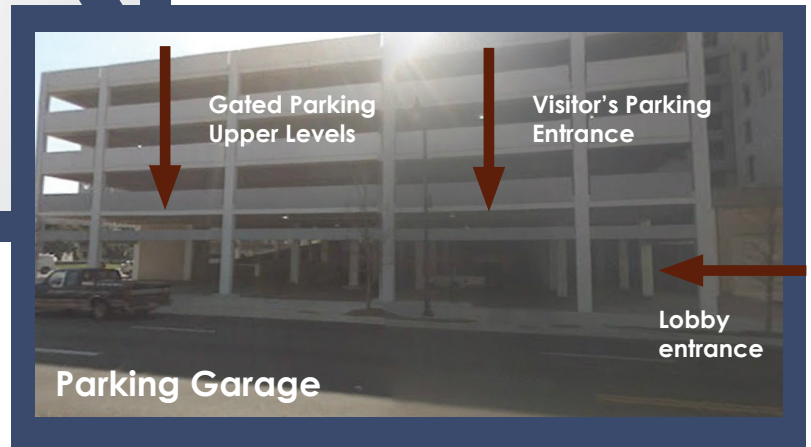 Gated Parking
Upper Levels
Visitor's Parking
Entrance
Lobby
entrance
Parking Garage